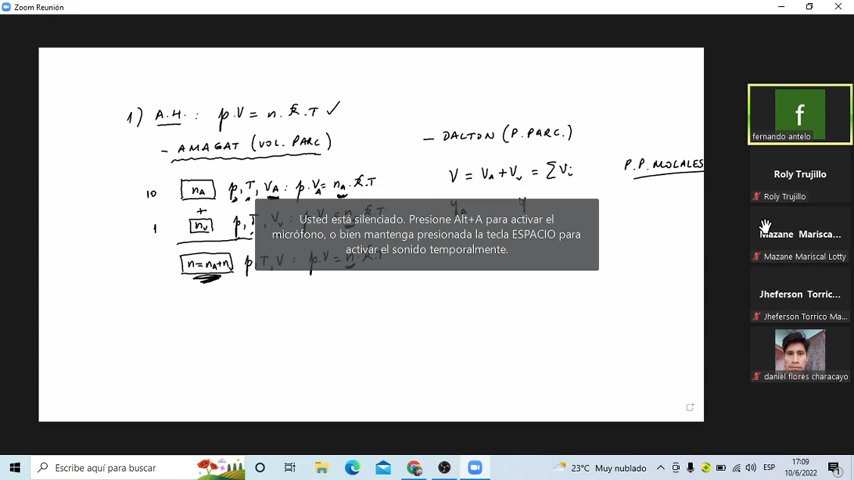 Zoom Reunión
1) A.H. : p.V = n.R.T ✓
- AMAGAT (VOL. PARC)
- DALTON (P. PARC.)
P.P. MOLALES
V = VA + Vv = ΣVi
10 nA p, T, VA : p.VA = nA.R.T
+
1 nv p, T, Vv : p.V
n=nA+n p, T, V : p.V = n.R.T
Usted está silenciado. Presione Alt+A para activar el
micrófono, o bien mantenga presionada la tecla ESPACIO para
activar el sonido temporalmente.
f
fernando antelo
Roly Trujillo
Roly Trujillo
Mazane Marisca...
Mazane Mariscal Lotty
Jheferson Torric...
Jheferson Torrico Ma...
daniel flores characayo
Escribe aquí para buscar
23°C Muy nublado
ESP
17:09
10/6/2022